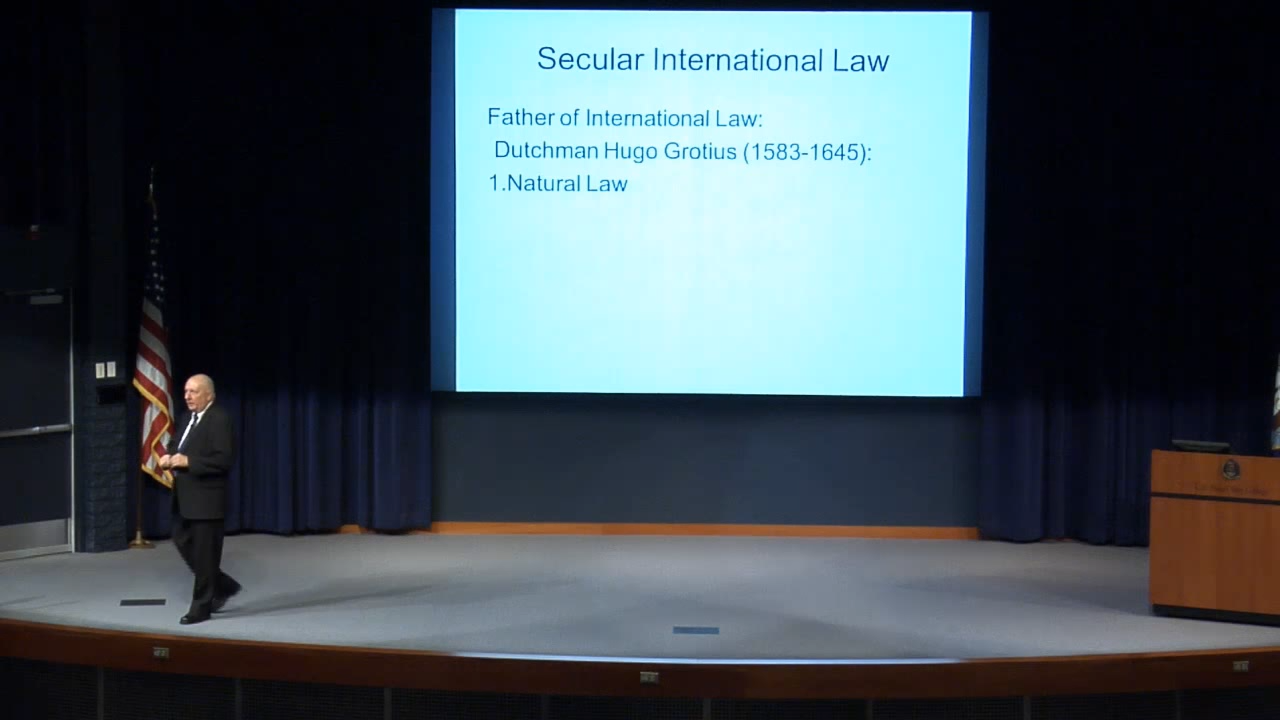 Secular International Law
Father of International Law:
Dutchman Hugo Grotius (1583-1645):
1.Natural Law